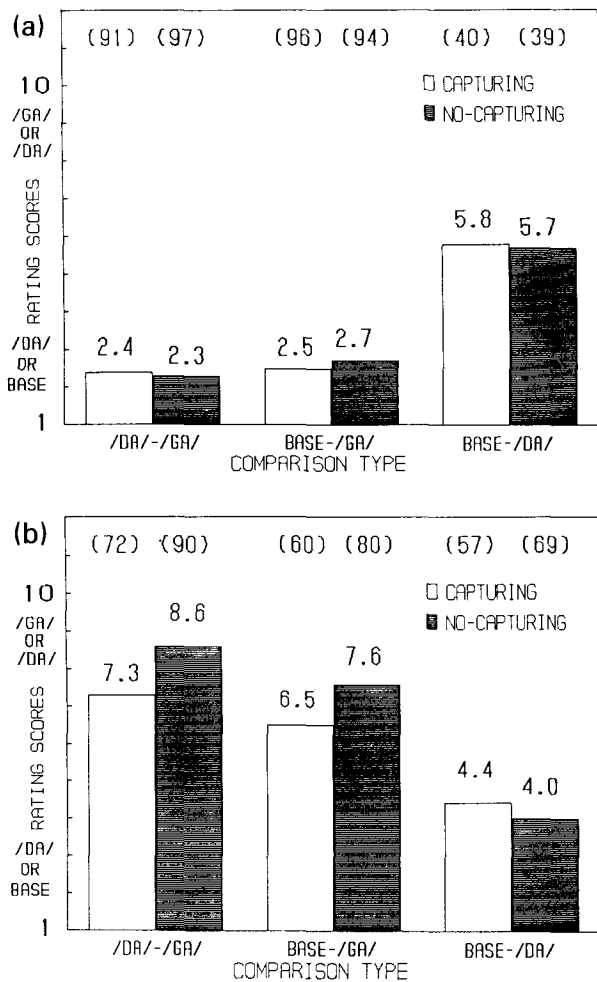 (a)
(91) (97) (96) (94) (40) (39)
10
/GA/
OR
/DA/
CAPTURING
NO-CAPTURING
RATING SCORES
5.8 5.7
2.4 2.3 2.5 2.7
/DA/
OR
BASE
1
/DA/-/GA/ BASE-/GA/ BASE-/DA/
COMPARISON TYPE
(b)
(72) (90) (60) (80) (57) (69)
10
/GA/
OR
/DA/
CAPTURING
NO-CAPTURING
8.6
7.3
7.6
6.5
RATING SCORES
4.4 4.0
/DA/
OR
BASE
1
/DA/-/GA/ BASE-/GA/ BASE-/DA/
COMPARISON TYPE